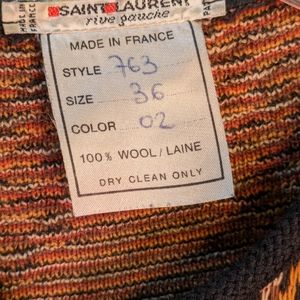 SAINT LAURENT
rive gauche
MADE IN FRANCE
STYLE 763
SIZE 36
COLOR 02
100% WOOL / LAINE
DRY CLEAN ONLY